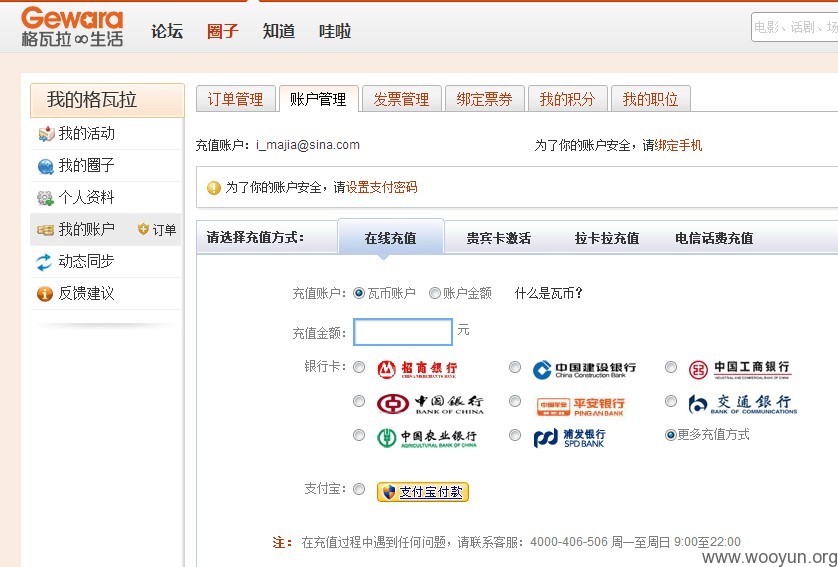 Gewara
格瓦拉∞生活 论坛 圈子 知道 哇啦 电影、话剧、场
我的格瓦拉 订单管理 账户管理 发票管理 绑定票券 我的积分 我的职位
我的活动
我的圈子
个人资料
我的账户 订单
动态同步
反馈建议
充值账户：i_majia@sina.com 为了你的账户安全，请绑定手机
为了你的账户安全，请设置支付密码
请选择充值方式： 在线充值 贵宾卡激活 拉卡拉充值 电信话费充值
充值账户： 瓦币账户 账户金额 什么是瓦币？
充值金额： 元
银行卡： 招商银行 中国建设银行 中国工商银行
CHINA MERCHANTS BANK China Construction Bank INDUSTRIAL AND COMMERCIAL BANK OF CHINA
中国银行 中国平安 平安银行 交通银行
BANK OF CHINA PING AN BANK BANK OF COMMUNICATIONS
中国农业银行 浦发银行 更多充值方式
AGRICULTURAL BANK OF CHINA SPD BANK
支付宝： 支付宝付款
注： 在充值过程中遇到任何问题，请联系客服：4000-406-506 周一至周日 9:00至22:00
www.wooyun.org